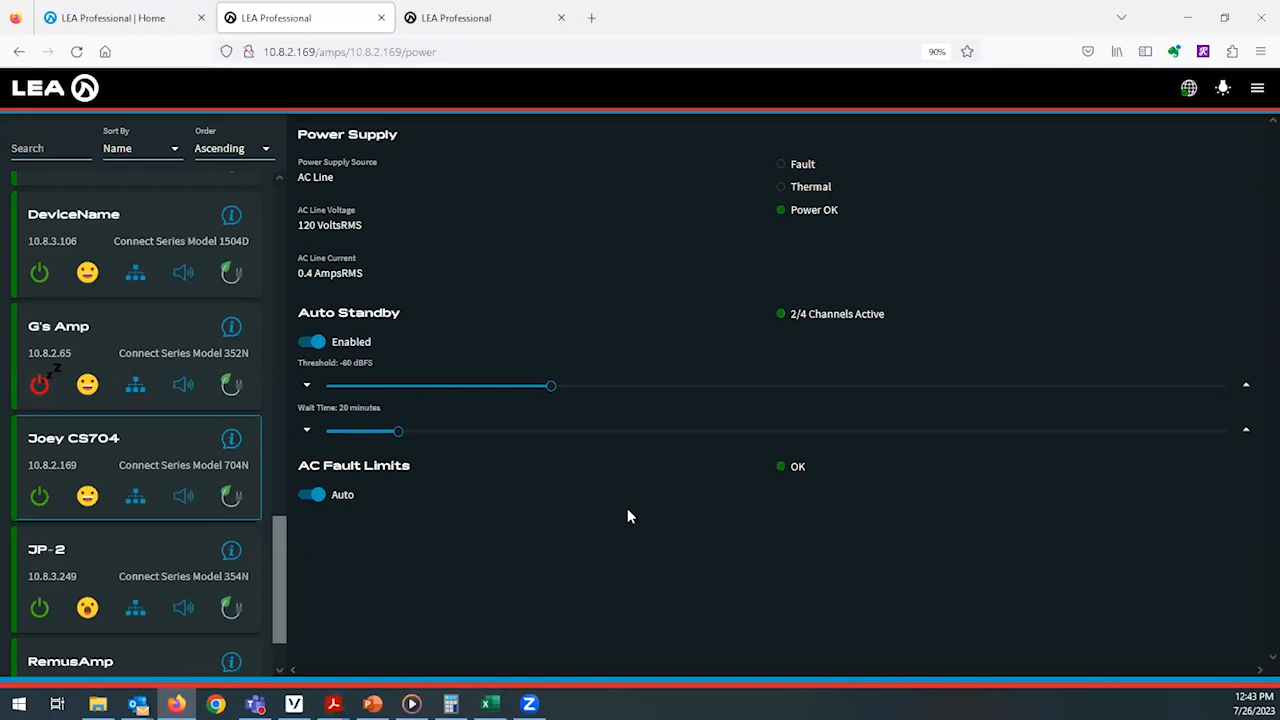 LEA Professional | Home
LEA Professional
LEA Professional
10.8.2.169/amps/10.8.2.169/power
90%
LEA
Search
Sort By
Name
Order
Ascending
DeviceName
10.8.3.106
Connect Series Model 1504D
G's Amp
10.8.2.65
Connect Series Model 352N
zZ
Joey CS704
10.8.2.169
Connect Series Model 704N
JP-2
10.8.3.249
Connect Series Model 354N
RemusAmp
Power Supply
Power Supply Source
AC Line
AC Line Voltage
120 VoltsRMS
AC Line Current
0.4 AmpsRMS
Fault
Thermal
Power OK
Auto Standby
2/4 Channels Active
Enabled
Threshold: -60 dBFS
Wait Time: 20 minutes
AC Fault Limits
OK
Auto
12:43 PM
7/26/2023